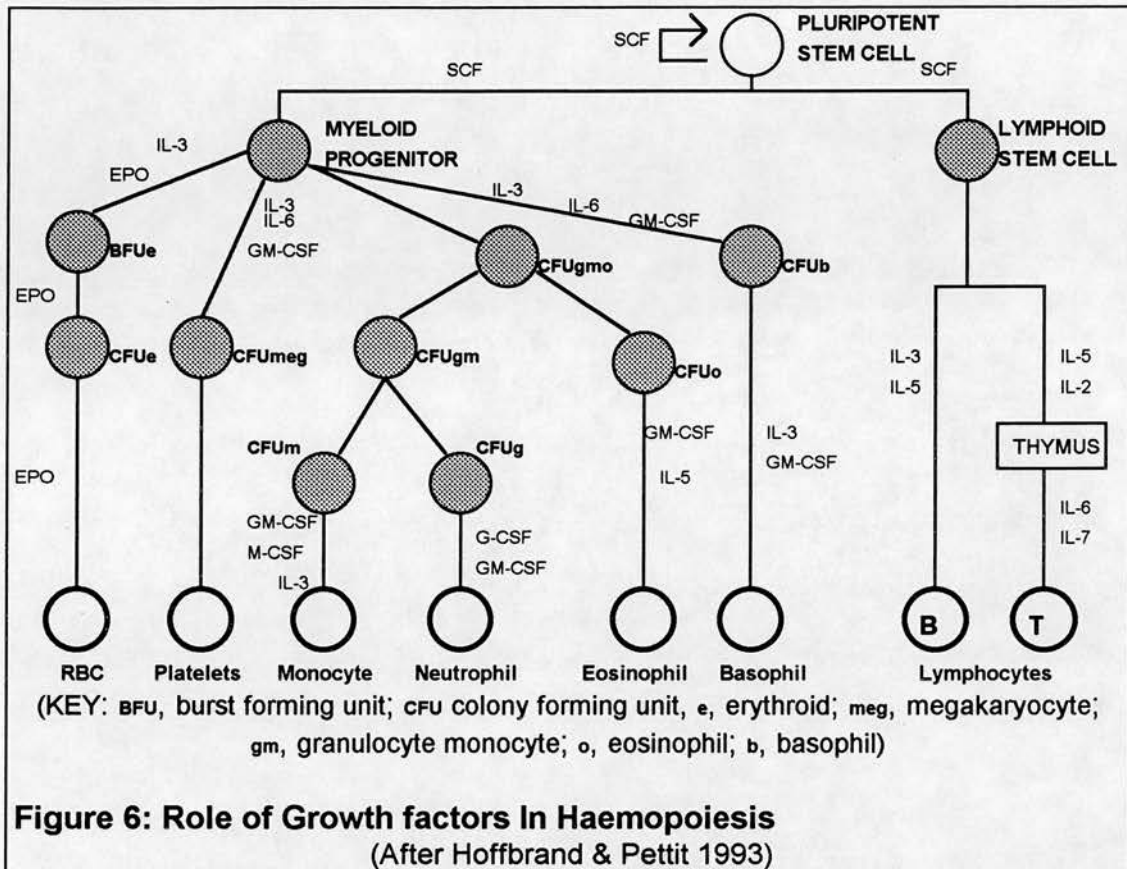 PLURIPOTENT
SCF
STEM CELL
SCF
SCF
MYELOID
PROGENITOR
LYMPHOID
STEM CELL
IL-3
EPO
IL-3
IL-6
GM-CSF
IL-3
IL-6
GM-CSF
BFUe
CFUgmo
CFUb
EPO
CFUe
CFUmeg
CFUgm
CFUo
IL-3
IL-5
IL-5
IL-2
EPO
CFUm
CFUg
GM-CSF
IL-5
IL-3
GM-CSF
THYMUS
GM-CSF
M-CSF
IL-3
G-CSF
GM-CSF
IL-6
IL-7
B
T
RBC Platelets Monocyte Neutrophil Eosinophil Basophil Lymphocytes
(KEY: BFU, burst forming unit; CFU colony forming unit, e, erythroid; meg, megakaryocyte;
gm, granulocyte monocyte; o, eosinophil; b, basophil)
Figure 6: Role of Growth factors In Haemopoiesis
(After Hoffbrand & Pettit 1993)